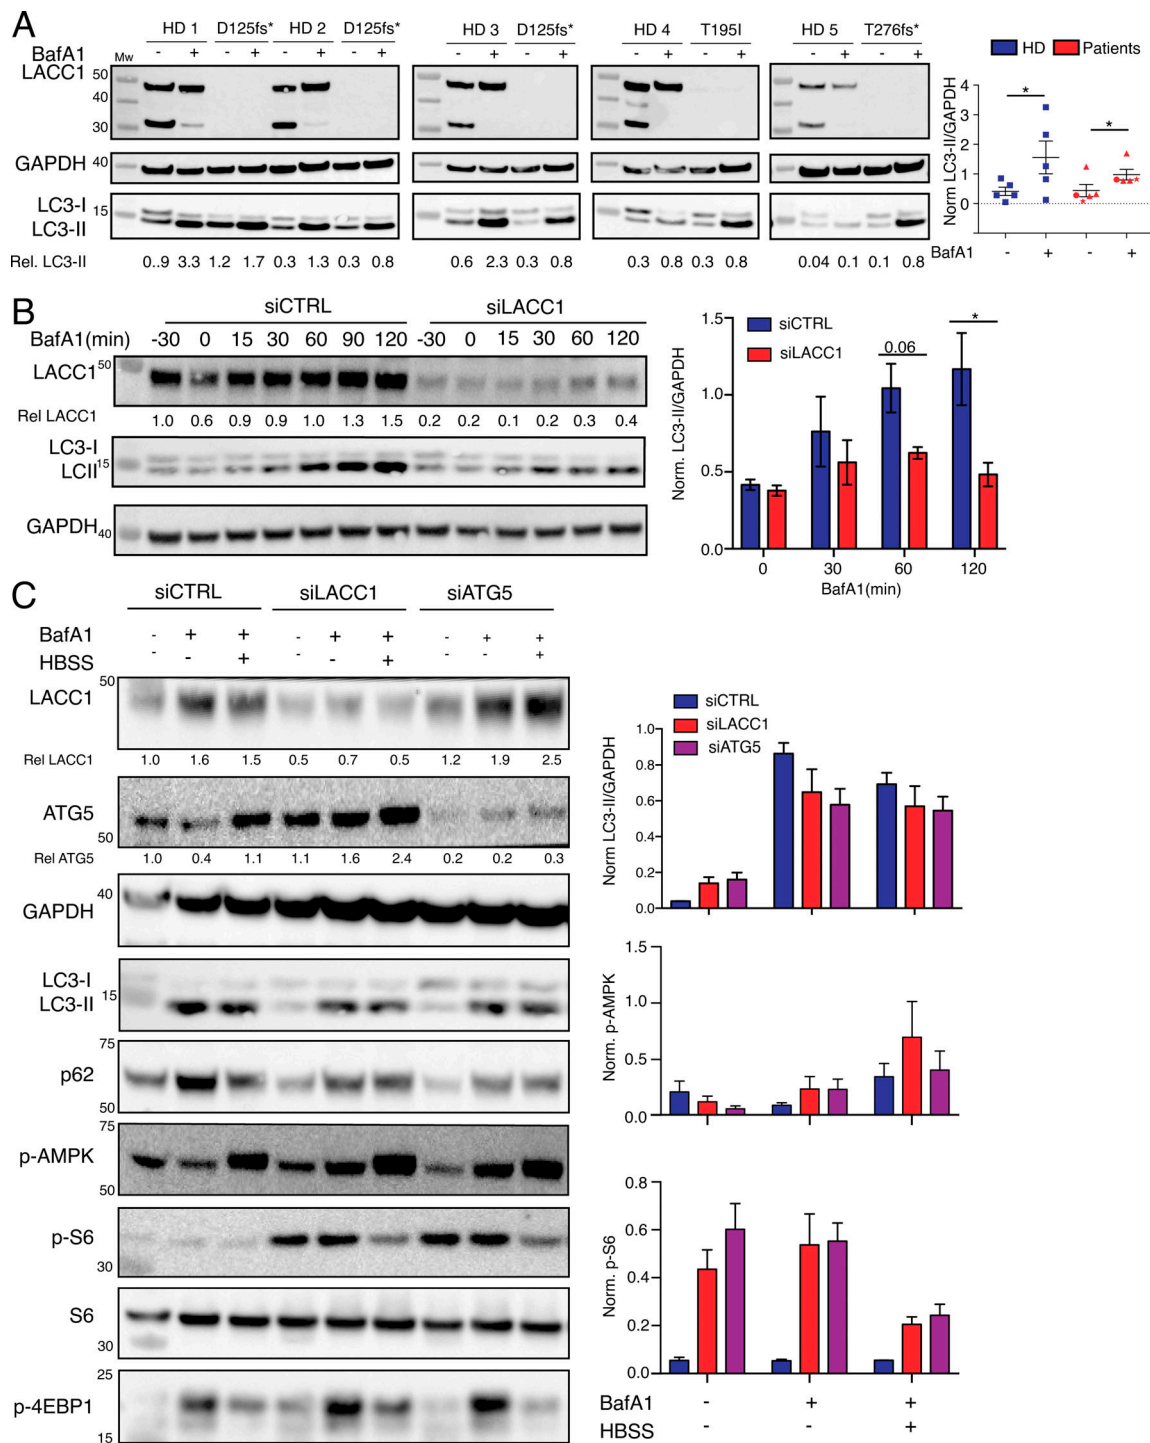 A
HD 1 D125fs* HD 2 D125fs* HD 3 D125fs* HD 4 T195I HD 5 T276fs*
BafA1 - + - + - + - + - + - + - + - + - + - +
Mw
LACC1 50
40
30
GAPDH 40
LC3-I 15
LC3-II
Rel. LC3-II 0.9 3.3 1.2 1.7 0.3 1.3 0.3 0.8 0.6 2.3 0.3 0.8 0.3 0.8 0.3 0.8 0.04 0.1 0.1 0.8
HD Patients
Norm LC3-II/GAPDH
4
3
2
1
0
* *
BafA1 - + - +
B
siCTRL siLACC1
BafA1(min) -30 0 15 30 60 90 120 -30 0 15 30 60 120
LACC1 50
Rel LACC1 1.0 0.6 0.9 0.9 1.0 1.3 1.5 0.2 0.2 0.1 0.2 0.3 0.4
LC3-I
LCII 15
GAPDH 40
siCTRL
siLACC1
Norm. LC3-II/GAPDH
1.5
1.0
0.5
0.0
0.06 *
0 30 60 120
BafA1(min)
C
siCTRL siLACC1 siATG5
BafA1 - + + - + + - + +
HBSS - - + - - + - - +
LACC1 50
Rel LACC1 1.0 1.6 1.5 0.5 0.7 0.5 1.2 1.9 2.5
ATG5
50
Rel ATG5 1.0 0.4 1.1 1.1 1.6 2.4 0.2 0.2 0.3
GAPDH 40
LC3-I
LC3-II 15
p62 75
50
p-AMPK 75
50
p-S6
30
S6
30
p-4EBP1 25
15
siCTRL
siLACC1
siATG5
Norm LC3-II/GAPDH
1.0
0.8
0.6
0.4
0.2
0.0
Norm. p-AMPK
1.5
1.0
0.5
0.0
Norm. p-S6
0.8
0.6
0.4
0.2
0.0
BafA1 - + +
HBSS - - +